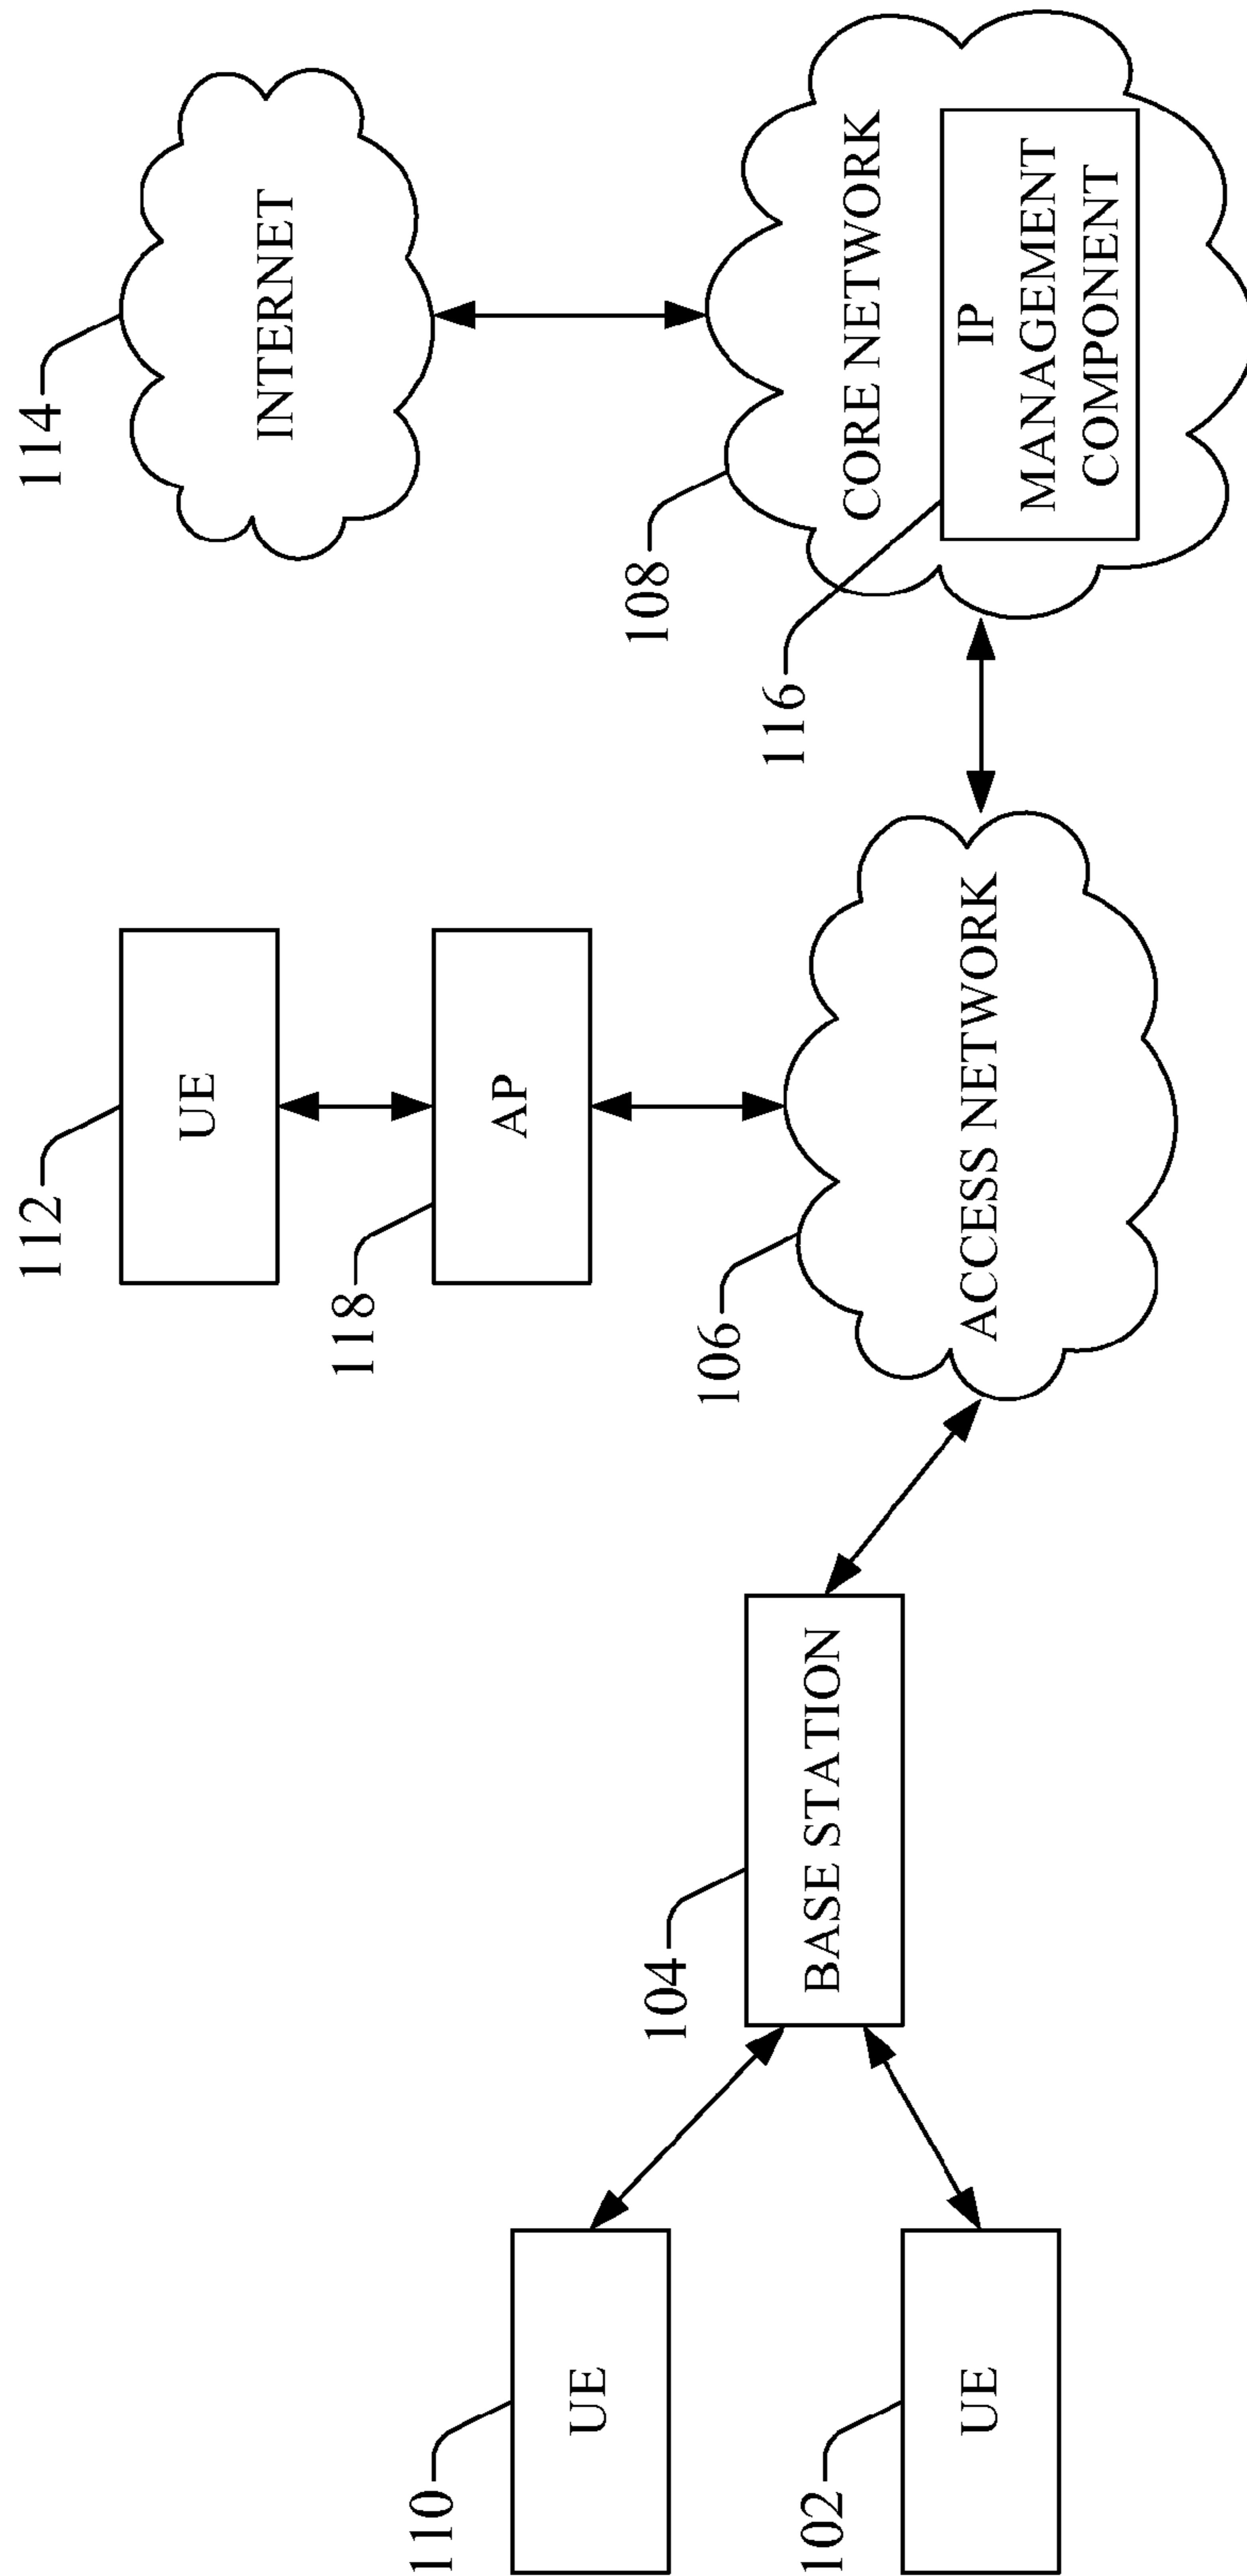 112
114
UE
INTERNET
118
110
AP
UE
106
108
104
CORE NETWORK
116
102
BASE STATION
ACCESS NETWORK
IP
MANAGEMENT
COMPONENT
UE